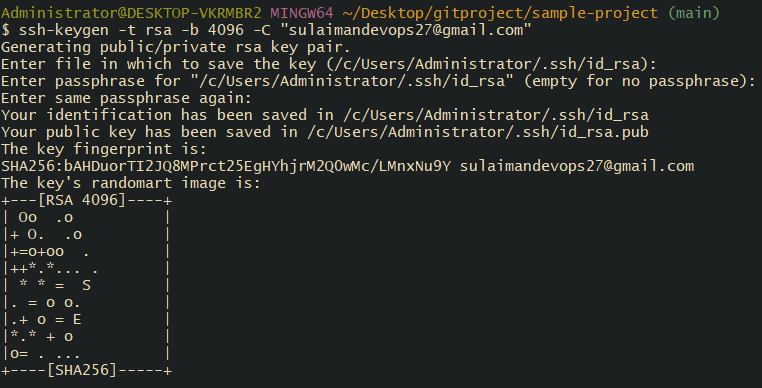 Administrator@DESKTOP-VKRMBR2 MINGW64 ~/Desktop/gitproject/sample-project (main)
$ ssh-keygen -t rsa -b 4096 -C "sulaimandevops27@gmail.com"
Generating public/private rsa key pair.
Enter file in which to save the key (/c/Users/Administrator/.ssh/id_rsa):
Enter passphrase for "/c/Users/Administrator/.ssh/id_rsa" (empty for no passphrase):
Enter same passphrase again:
Your identification has been saved in /c/Users/Administrator/.ssh/id_rsa
Your public key has been saved in /c/Users/Administrator/.ssh/id_rsa.pub
The key fingerprint is:
SHA256:bAHDuorTI2JQ8MPrct25EgHYhjrM2QOwMc/LMnxNu9Y sulaimandevops27@gmail.com
The key's randomart image is:
+---[RSA 4096]----+
| Oo  .o          |
|+ O.  .o         |
|+=o+oo  .        |
|++*.*... .       |
| * * =  S        |
|. = o o.         |
|.+ o = E         |
|*.* + o          |
|o= . ...         |
+----[SHA256]-----+